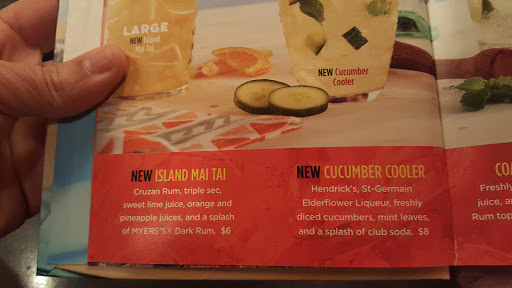 LARGE
NEW Island
Mai Tai
NEW Cucumber
Cooler
NEW ISLAND MAI TAI
Cruzan Rum, triple sec,
sweet lime juice, orange and
pineapple juices, and a splash
of MYERS'S® Dark Rum. $6
NEW CUCUMBER COOLER
Hendrick's, St-Germain
Elderflower Liqueur, freshly
diced cucumbers, mint leaves,
and a splash of club soda. $8
Freshly
juice, an
Rum top